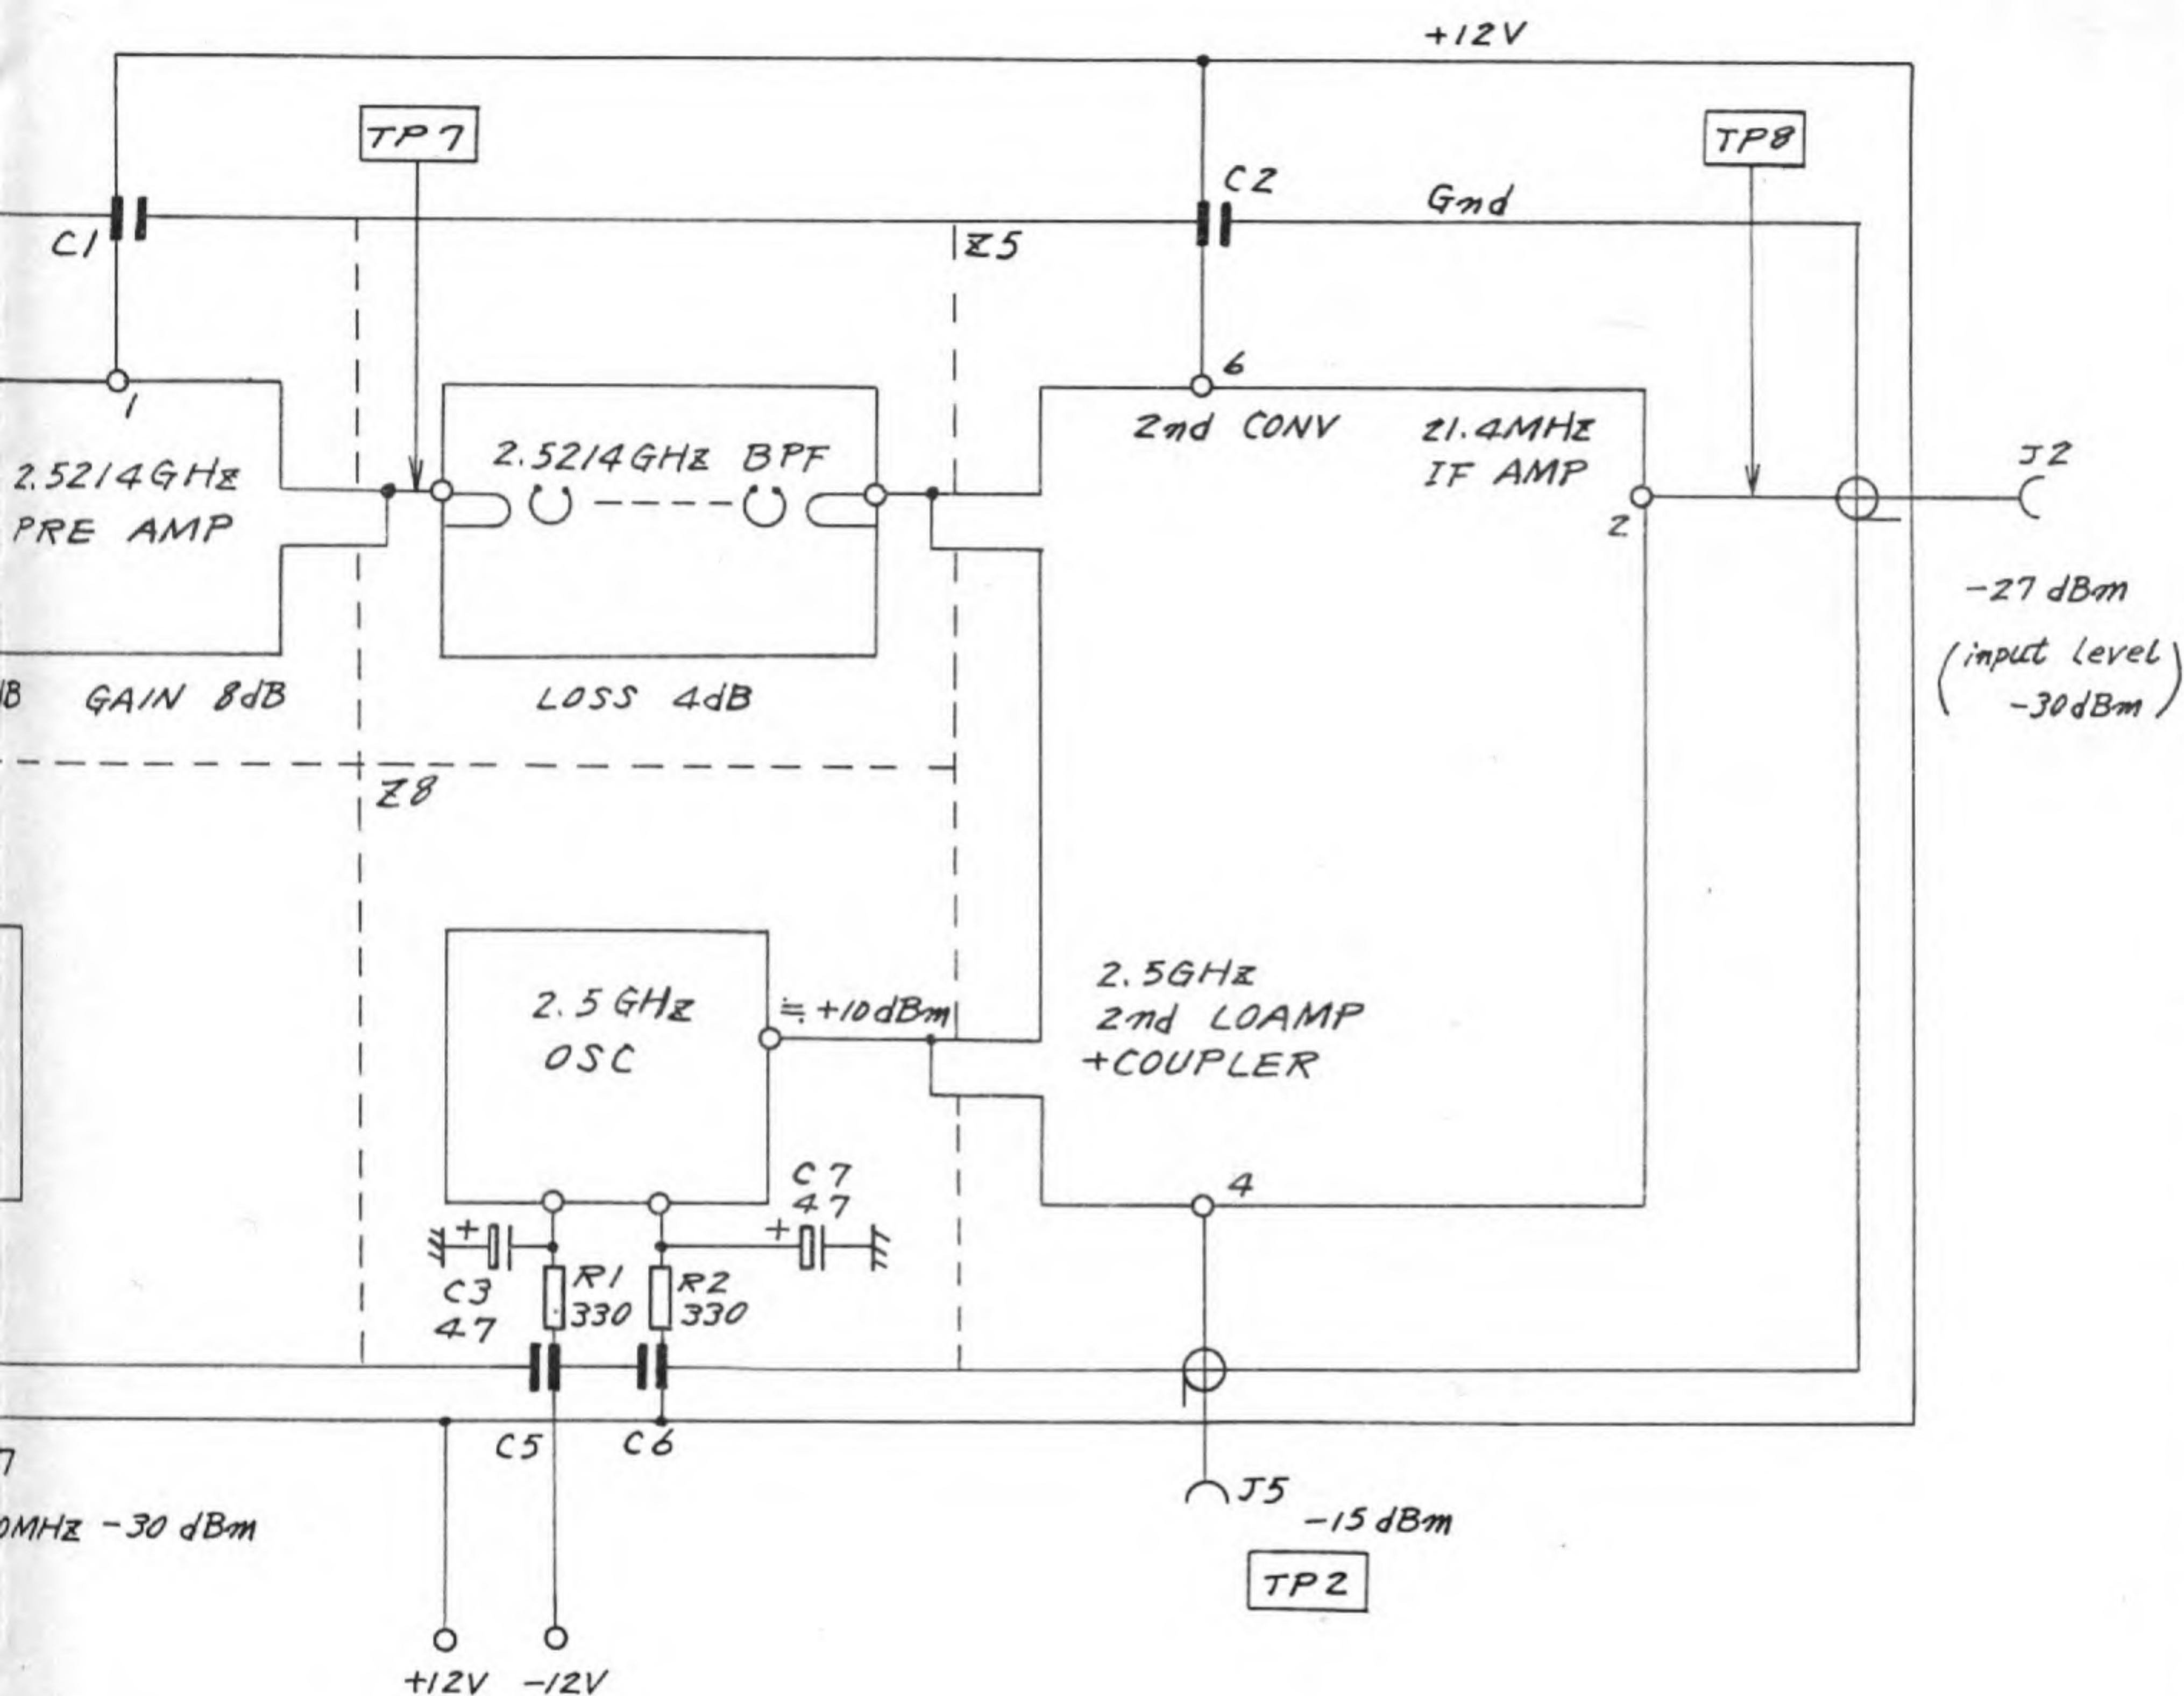 +12V
TP7
TP8
C2
Gnd
C1
Z5
6
1
2nd CONV
21.4MHz
IF AMP
J2
2.5214GHz
PRE AMP
2.5214GHz BPF
2
-27 dBm
(input level
-30dBm)
GAIN 8dB
LOSS 4dB
Z8
2.5GHz
2nd LOAMP
+COUPLER
2.5GHz
OSC
≒ +10dBm
C7
47
4
+
+
C3
47
R1
330
R2
330
C5
C6
7
0MHz -30 dBm
J5
-15 dBm
TP2
+12V
-12V